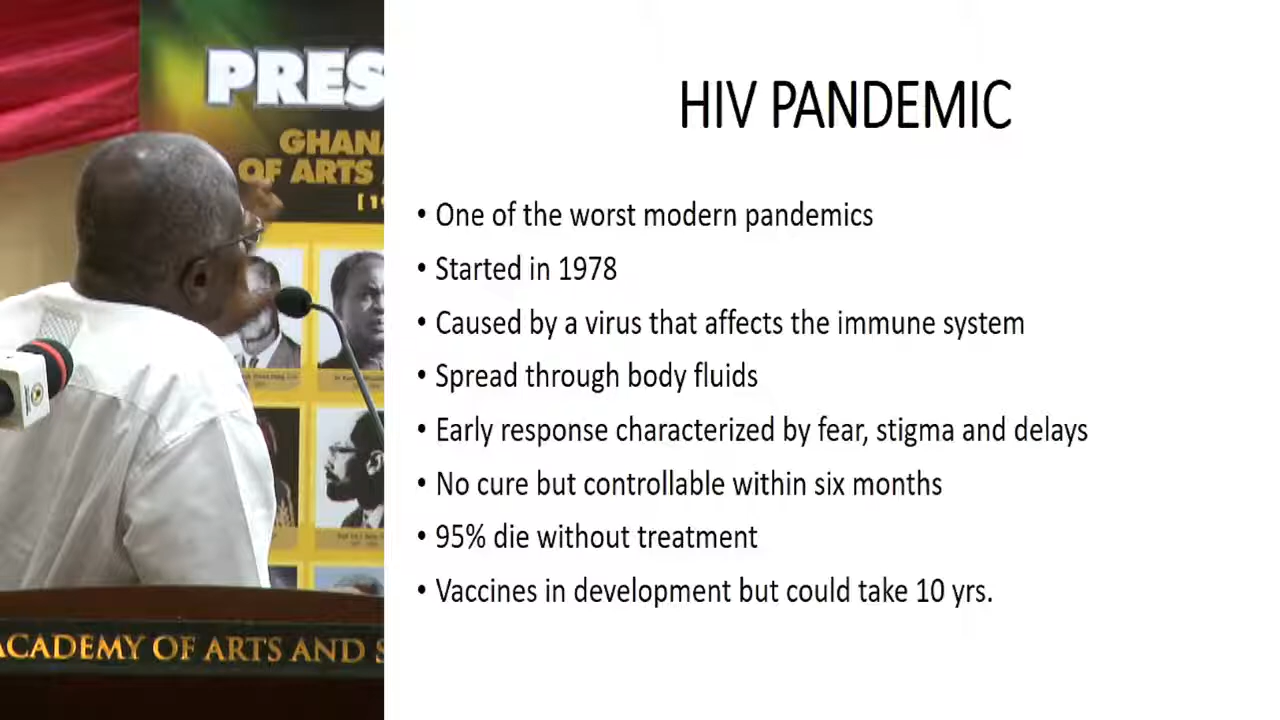 PRES
GHANA
OF ARTS
[19
ACADEMY OF ARTS AND S
HIV PANDEMIC
• One of the worst modern pandemics
• Started in 1978
• Caused by a virus that affects the immune system
• Spread through body fluids
• Early response characterized by fear, stigma and delays
• No cure but controllable within six months
• 95% die without treatment
• Vaccines in development but could take 10 yrs.